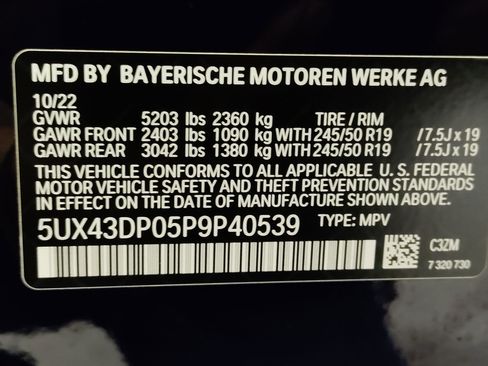 MFD BY BAYERISCHE MOTOREN WERKE AG
10/22
GVWR 5203 lbs 2360 kg TIRE / RIM
GAWR FRONT 2403 lbs 1090 kg WITH 245/50 R19 /7.5J x 19
GAWR REAR 3042 lbs 1380 kg WITH 245/50 R19 /7.5J x 19
THIS VEHICLE CONFORMS TO ALL APPLICABLE U. S. FEDERAL
MOTOR VEHICLE SAFETY AND THEFT PREVENTION STANDARDS
IN EFFECT ON THE DATE OF MANUFACTURE SHOWN ABOVE.
5UX43DP05P9P40539 TYPE: MPV
C3ZM
7 320 730